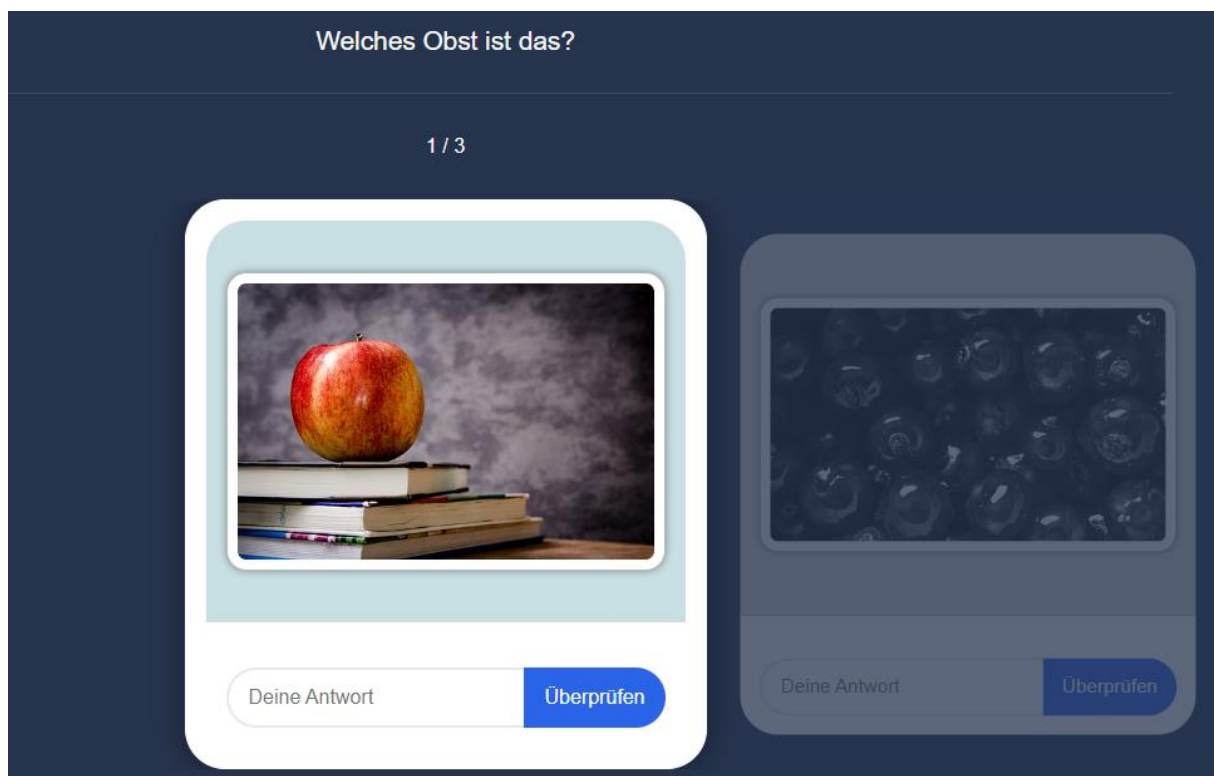 Welches Obst ist das?
1 / 3
Deine Antwort
Überprüfen
Deine Antwort
Überprüfen